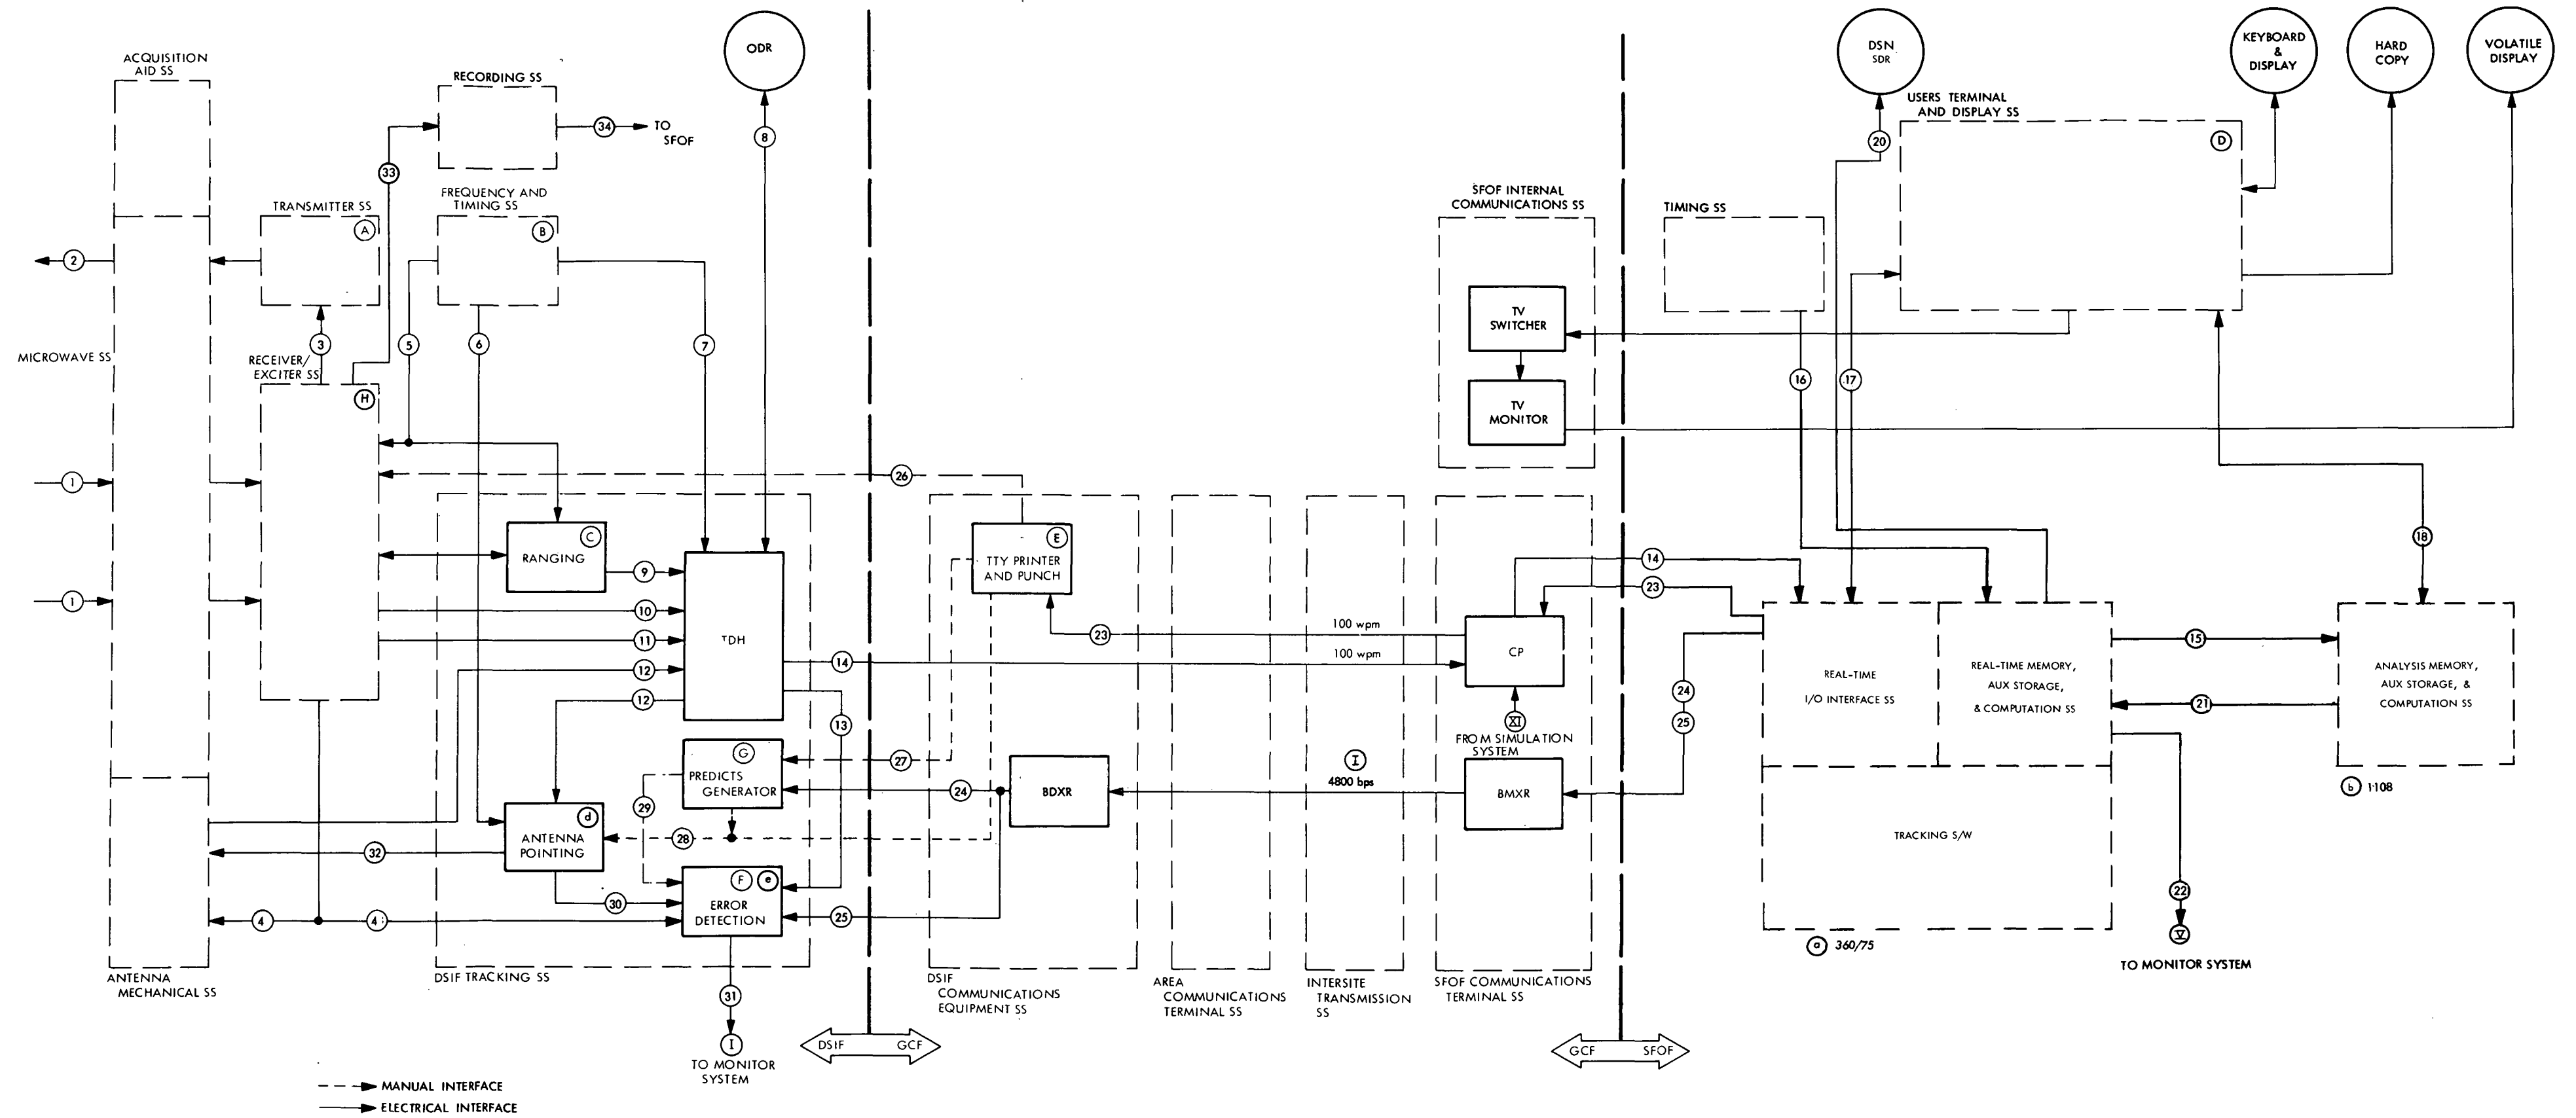 ACQUISITION
AID SS
RECORDING SS
ODR
34
TO
SFOF
8
33
TRANSMITTER SS
A
FREQUENCY AND
TIMING SS
B
2
3
5
6
7
MICROWAVE SS
RECEIVER/
EXCITER SS
H
1
1
26
C
RANGING
9
10
11
12
12
TDH
14
13
G
PREDICTS
GENERATOR
27
24
29
28
d
ANTENNA
POINTING
32
30
F e
ERROR
DETECTION
25
4
4
ANTENNA
MECHANICAL SS
DSIF TRACKING SS
31
I
TO MONITOR
SYSTEM
DSIF GCF
MANUAL INTERFACE
ELECTRICAL INTERFACE
E
TTY PRINTER
AND PUNCH
23
100 wpm
100 wpm
BDXR
I
4800 bps
DSIF
COMMUNICATIONS
EQUIPMENT SS
AREA
COMMUNICATIONS
TERMINAL SS
INTERSITE
TRANSMISSION
SS
SFOF COMMUNICATIONS
TERMINAL SS
SFOF INTERNAL
COMMUNICATIONS SS
TV
SWITCHER
TV
MONITOR
CP
XI
FROM SIMULATION
SYSTEM
BMXR
GCF SFOF
14
23
24
25
DSN
SDR
20
KEYBOARD
&
DISPLAY
HARD
COPY
VOLATILE
DISPLAY
USERS TERMINAL
AND DISPLAY SS
D
TIMING SS
16
17
18
REAL-TIME
I/O INTERFACE SS
REAL-TIME MEMORY,
AUX STORAGE,
& COMPUTATION SS
15
21
ANALYSIS MEMORY,
AUX STORAGE, &
COMPUTATION SS
b 1108
TRACKING S/W
a 360/75
22
V
TO MONITOR SYSTEM